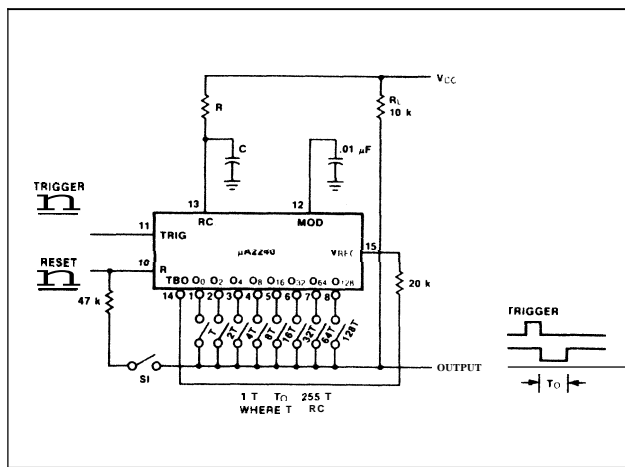 VCC
R
RL
10 k
C
.01 µF
TRIGGER
13
12
RC
MOD
11
TRIG
µA2240
15
VREG
RESET
10
R
TBO O0 O2 O4 O8 O16 O32 O64 O128
20 k
47 k
14 1 2 3 4 5 6 7 8
T 2T 4T 8T 16T 32T 64T 128T
TRIGGER
SI
OUTPUT
TO
1 T TO 255 T
WHERE T RC